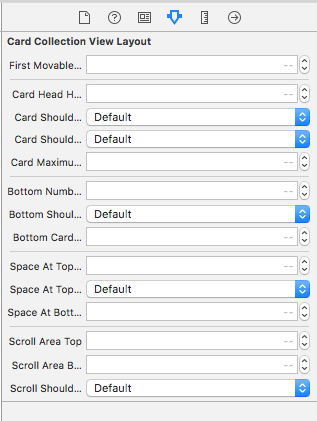 Card Collection View Layout
First Movable... --
Card Head H... --
Card Should... Default
Card Should... Default
Card Maximu... --
Bottom Numb... --
Bottom Shoul... Default
Bottom Card... --
Space At Top... --
Space At Top... Default
Space At Bott... --
Scroll Area Top --
Scroll Area B... --
Scroll Should... Default